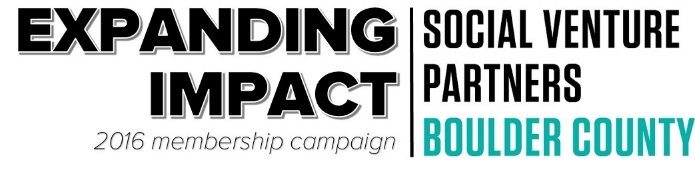 EXPANDING
IMPACT
2016 membership campaign
SOCIAL VENTURE
PARTNERS
BOULDER COUNTY